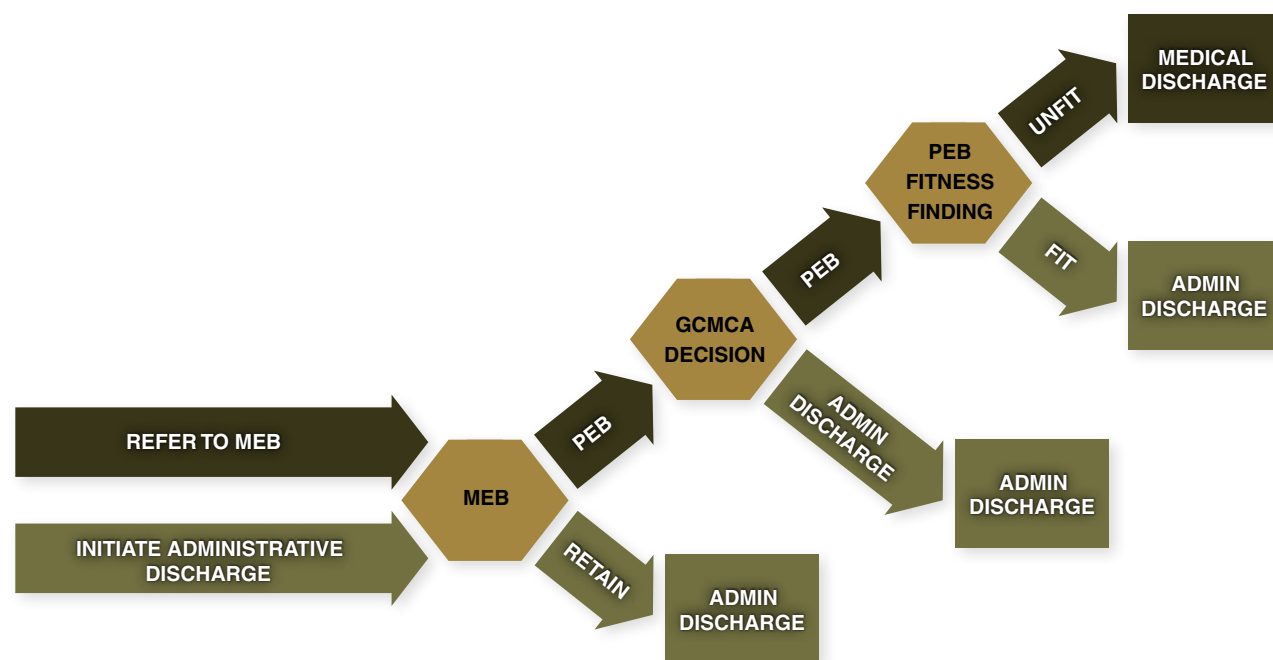 MEDICAL
DISCHARGE
UNFIT
PEB
FITNESS
FINDING
FIT
ADMIN
DISCHARGE
PEB
GCMCA
DECISION
ADMIN
DISCHARGE
ADMIN
DISCHARGE
REFER TO MEB
PEB
MEB
INITIATE ADMINISTRATIVE
DISCHARGE
RETAIN
ADMIN
DISCHARGE